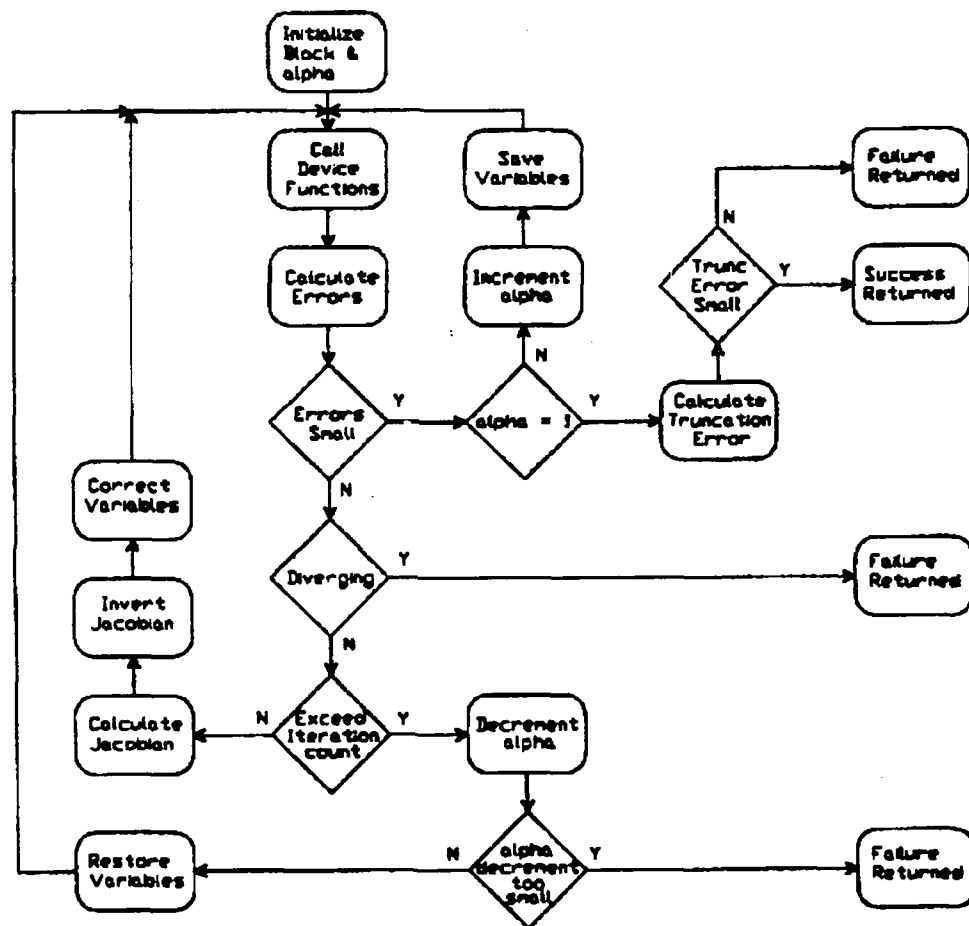 Initialize
Block &
alpha
Call
Device
Functions
Save
Variables
Failure
Returned
N
Calculate
Errors
Increment
alpha
Trunc
Error
Small
Y
Success
Returned
N
Errors
Small
Y
alpha = 1
Y
Calculate
Truncation
Error
Correct
Variables
N
Diverging
Y
Failure
Returned
Invert
Jacobian
N
Calculate
Jacobian
N
Exceed
Iteration
count
Y
Decrement
alpha
Restore
Variables
N
alpha
decrement
too
small
Y
Failure
Returned